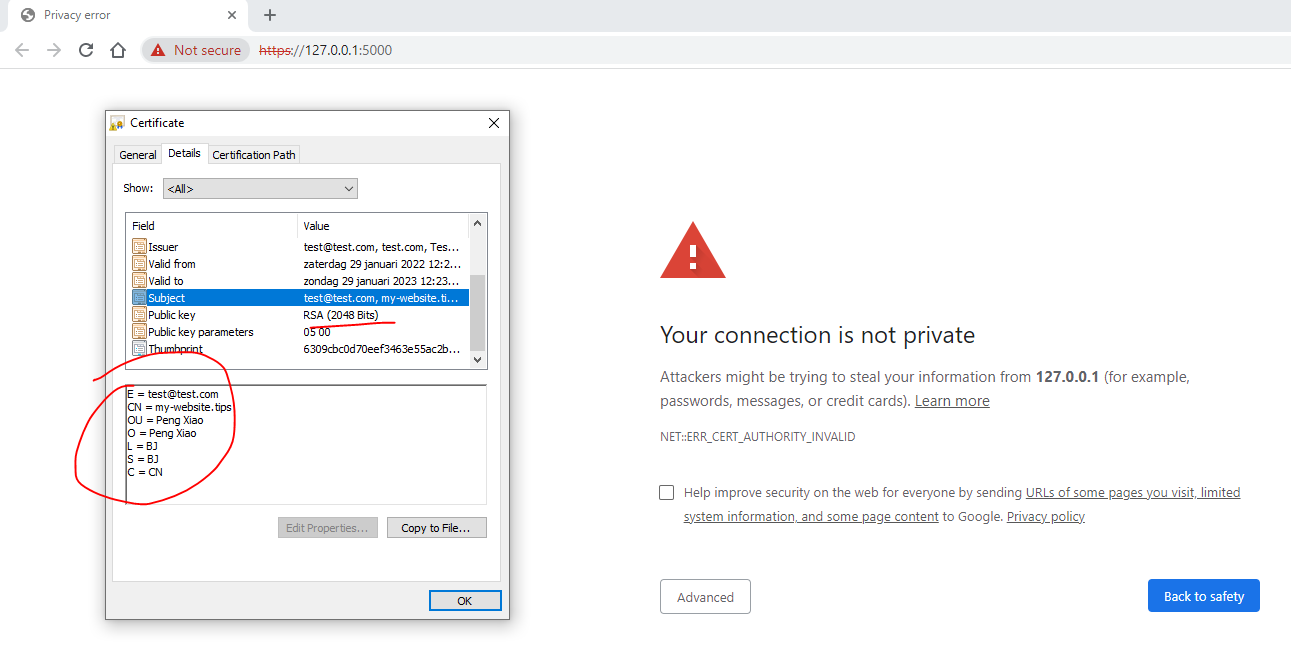 Privacy error
Not secure https://127.0.0.1:5000
Certificate
General Details Certification Path
Show: <All>
Field Value
Issuer test@test.com, test.com, Tes...
Valid from zaterdag 29 januari 2022 12:2...
Valid to zondag 29 januari 2023 12:23...
Subject test@test.com, my-website.ti...
Public key RSA (2048 Bits)
Public key parameters 05 00
Thumbprint 6309cbc0d70eef3463e55ac2b...
E = test@test.com
CN = my-website.tips
OU = Peng Xiao
O = Peng Xiao
L = BJ
S = BJ
C = CN
Edit Properties... Copy to File...
OK
Your connection is not private
Attackers might be trying to steal your information from 127.0.0.1 (for example,
passwords, messages, or credit cards). Learn more
NET::ERR_CERT_AUTHORITY_INVALID
Help improve security on the web for everyone by sending URLs of some pages you visit, limited
system information, and some page content to Google. Privacy policy
Advanced Back to safety